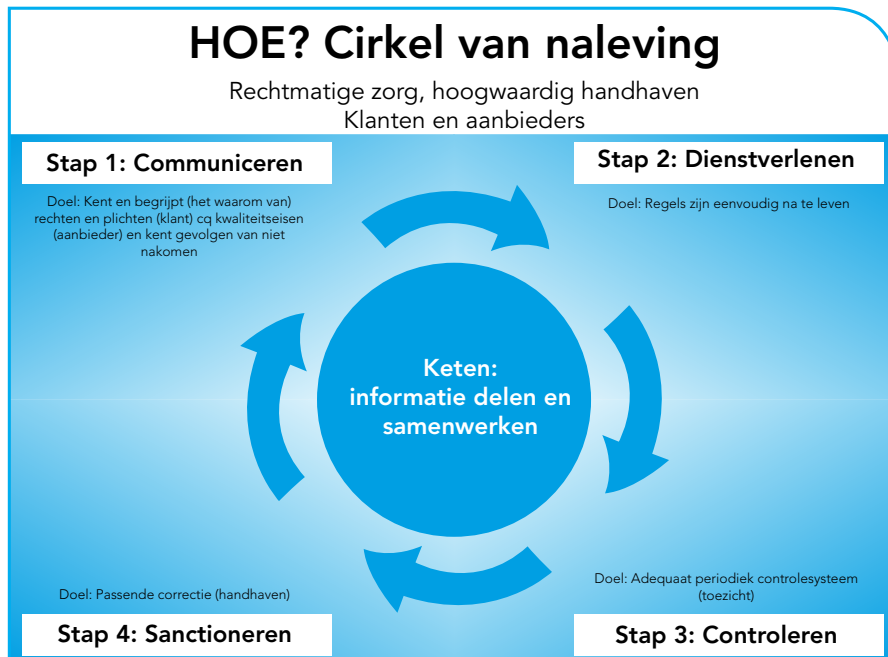 HOE? Cirkel van naleving
Rechtmatige zorg, hoogwaardig handhaven
Klanten en aanbieders
Stap 1: Communiceren
Doel: Kent en begrijpt (het waarom van)
rechten en plichten (klant) cq kwaliteitseisen
(aanbieder) en kent gevolgen van niet
nakomen
Stap 2: Dienstverlenen
Doel: Regels zijn eenvoudig na te leven
Keten:
informatie delen en
samenwerken
Doel: Passende correctie (handhaven)
Stap 4: Sanctioneren
Doel: Adequaat periodiek controlesysteem
(toezicht)
Stap 3: Controleren